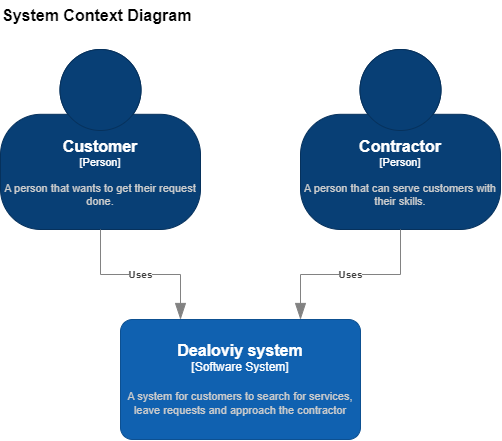 System Context Diagram
Customer
[Person]
A person that wants to get their request
done.
Contractor
[Person]
A person that can serve customers with
their skills.
Uses
Uses
Dealoviy system
[Software System]
A system for customers to search for services,
leave requests and approach the contractor